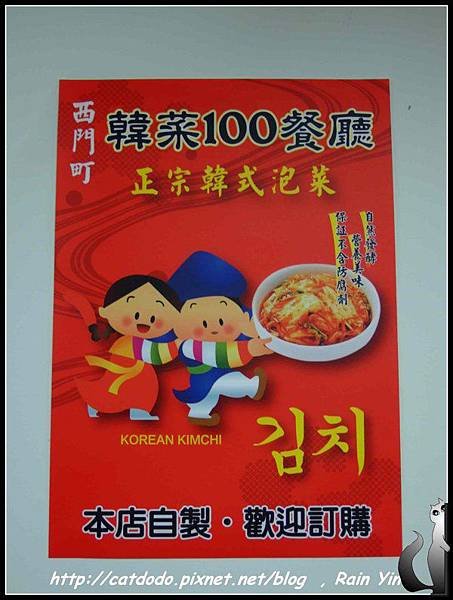 西門町
韓菜100餐廳
正宗韓式泡菜
自然發酵
營養美味
保証不含防腐劑
KOREAN KIMCHI
김치
本店自製·歡迎訂購
http://catdodo.pixnet.net/blog , Rain Yin